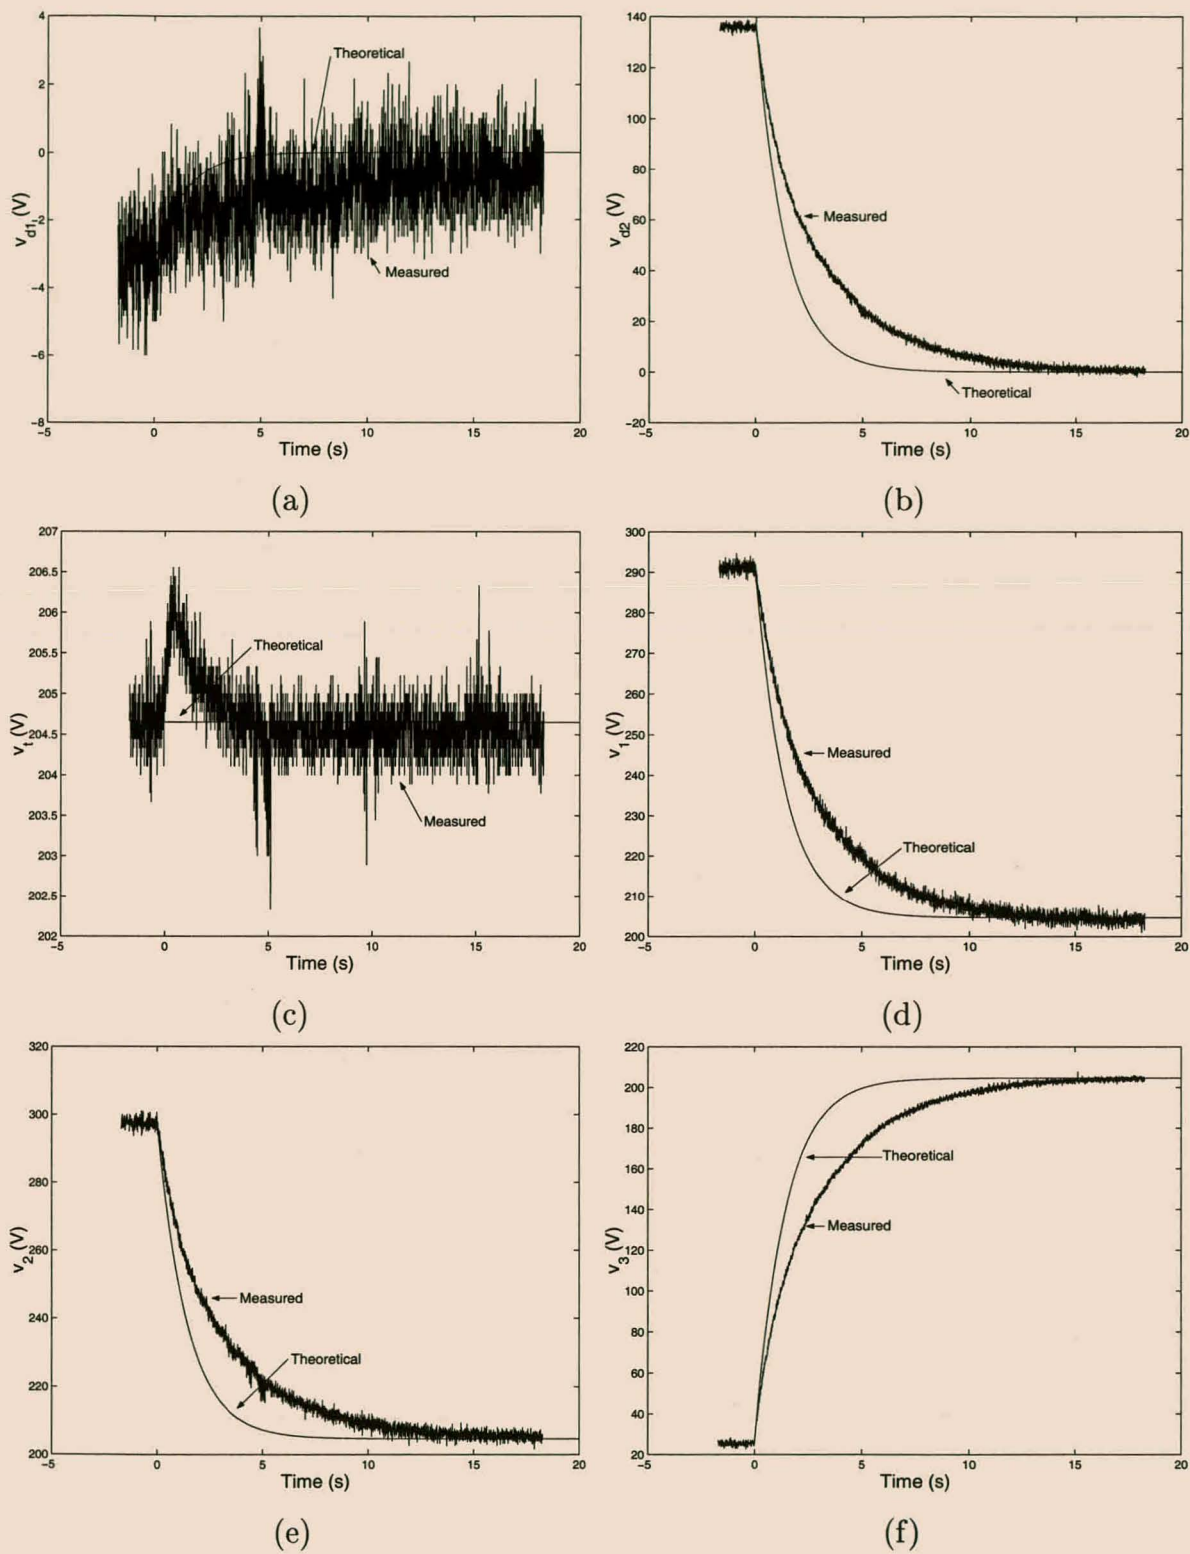 4
2
0
−2
−4
−6
−8
v_d1 (V)
Theoretical
Measured
−5 0 5 10 15 20
Time (s)
(a)
140
120
100
80
60
40
20
0
−20
v_d2 (V)
Measured
Theoretical
−5 0 5 10 15 20
Time (s)
(b)
207
206.5
206
205.5
205
204.5
204
203.5
203
202.5
202
v_t (V)
Theoretical
Measured
−5 0 5 10 15 20
Time (s)
(c)
300
290
280
270
260
250
240
230
220
210
200
v_1 (V)
Measured
Theoretical
−5 0 5 10 15 20
Time (s)
(d)
320
300
280
260
240
220
200
v_2 (V)
Measured
Theoretical
−5 0 5 10 15 20
Time (s)
(e)
220
200
180
160
140
120
100
80
60
40
20
v_3 (V)
Theoretical
Measured
−5 0 5 10 15 20
Time (s)
(f)